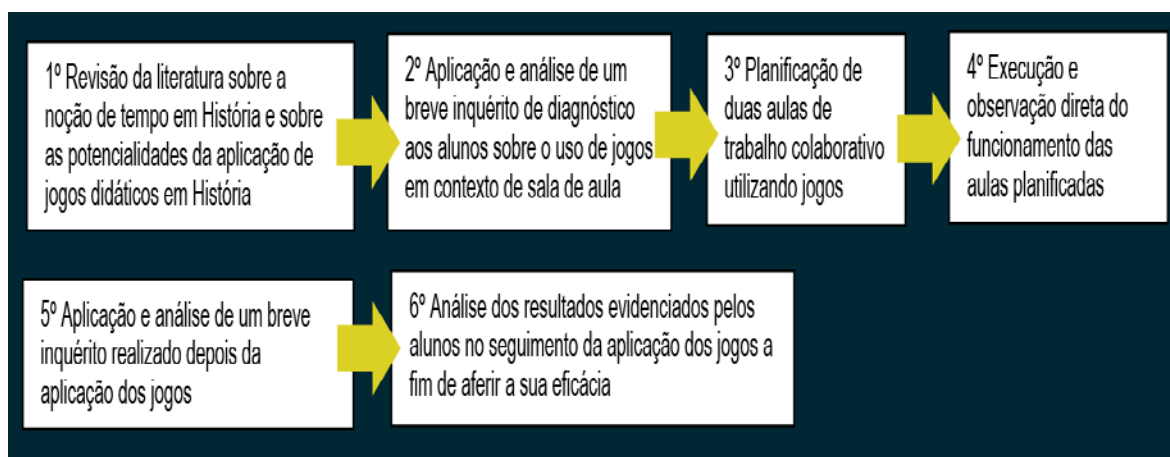 1º Revisão da literatura sobre a
noção de tempo em História e sobre
as potencialidades da aplicação de
jogos didáticos em História
2º Aplicação e análise de um
breve inquérito de diagnóstico
aos alunos sobre o uso de jogos
em contexto de sala de aula
3º Planificação de
duas aulas de
trabalho colaborativo
utilizando jogos
4º Execução e
observação direta do
funcionamento das
aulas planificadas
5º Aplicação e análise de um breve
inquérito realizado depois da
aplicação dos jogos
6º Análise dos resultados evidenciados pelos
alunos no seguimento da aplicação dos jogos a
fim de aferir a sua eficácia